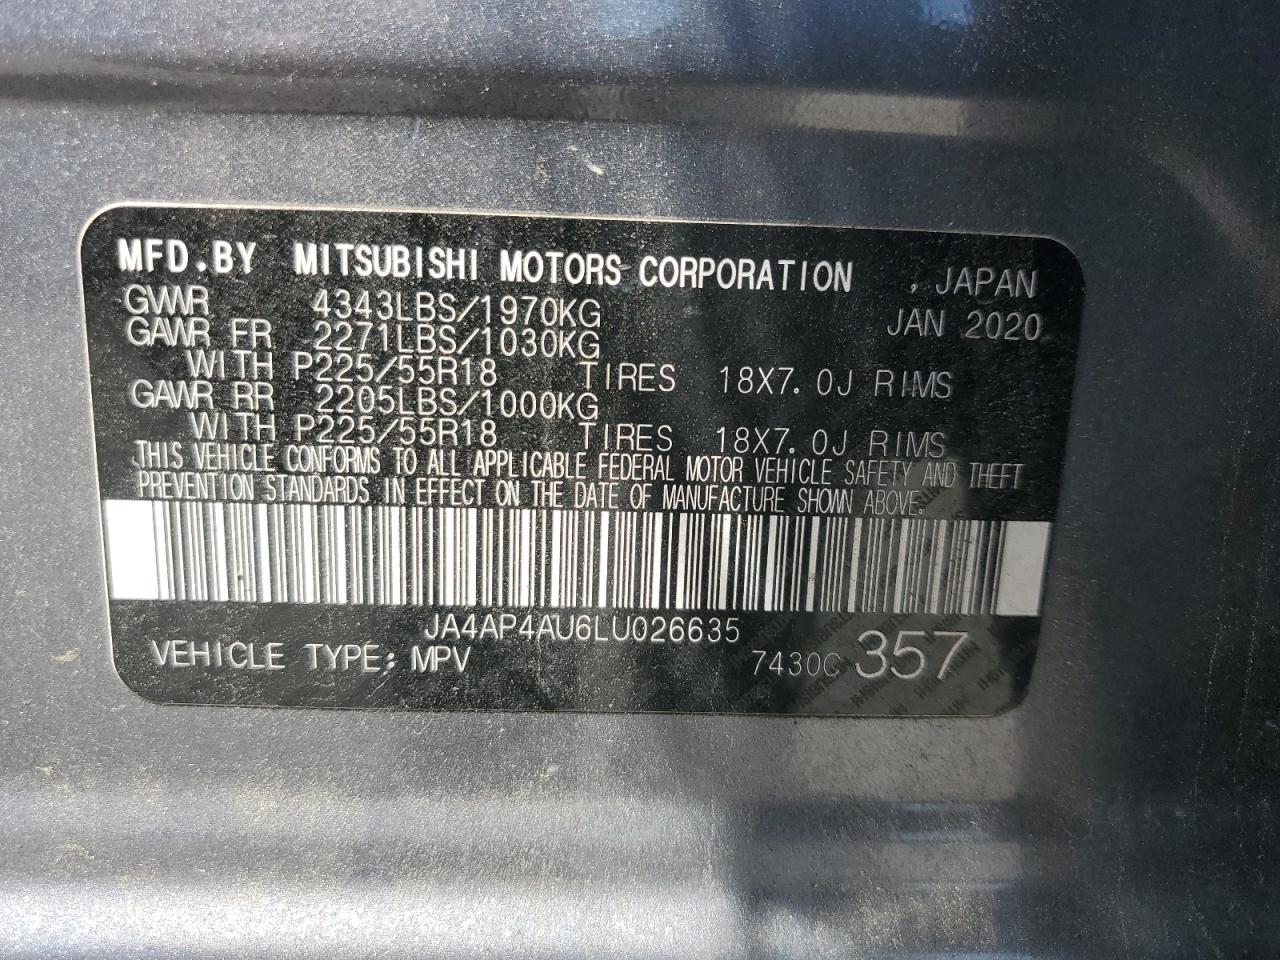 MFD.BY MITSUBISHI MOTORS CORPORATION , JAPAN
GVWR 4343LBS/1970KG JAN 2020
GAWR FR 2271LBS/1030KG
WITH P225/55R18 TIRES 18X7.0J RIMS
GAWR RR 2205LBS/1000KG
WITH P225/55R18 TIRES 18X7.0J RIMS
THIS VEHICLE CONFORMS TO ALL APPLICABLE FEDERAL MOTOR VEHICLE SAFETY AND THEFT
PREVENTION STANDARDS IN EFFECT ON THE DATE OF MANUFACTURE SHOWN ABOVE.
JA4AP4AU6LU026635
VEHICLE TYPE: MPV 7430C 357